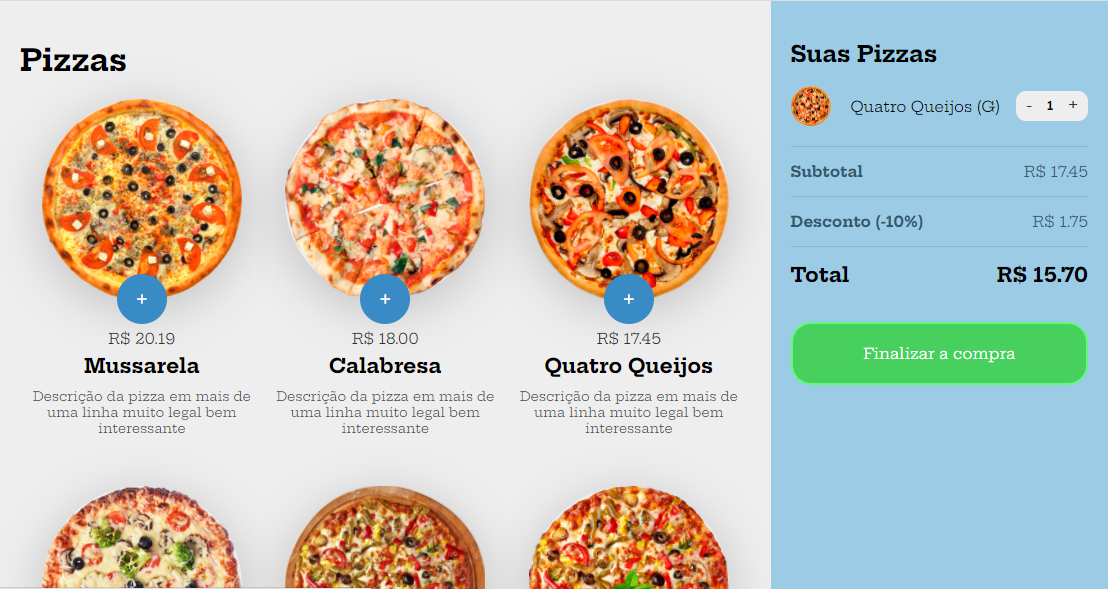 Pizzas
+
R$ 20.19
Mussarela
Descrição da pizza em mais de
uma linha muito legal bem
interessante
+
R$ 18.00
Calabresa
Descrição da pizza em mais de
uma linha muito legal bem
interessante
+
R$ 17.45
Quatro Queijos
Descrição da pizza em mais de
uma linha muito legal bem
interessante
Suas Pizzas
Quatro Queijos (G) - 1 +
Subtotal R$ 17.45
Desconto (-10%) R$ 1.75
Total R$ 15.70
Finalizar a compra